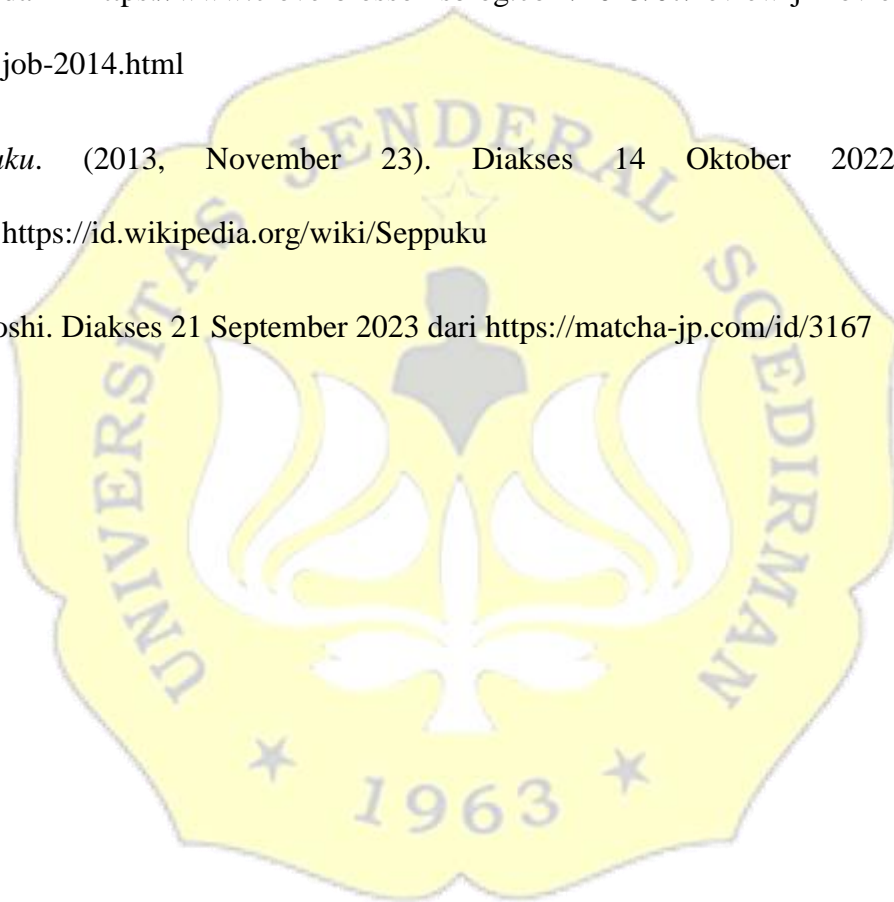 job-2014.html
uku. (2013, November 23). Diakses 14 Oktober 2022
https://id.wikipedia.org/wiki/Seppuku
oshi. Diakses 21 September 2023 dari https://matcha-jp.com/id/3167
UNIVERSITAS JENDERAL SOEDIRMAN
1963